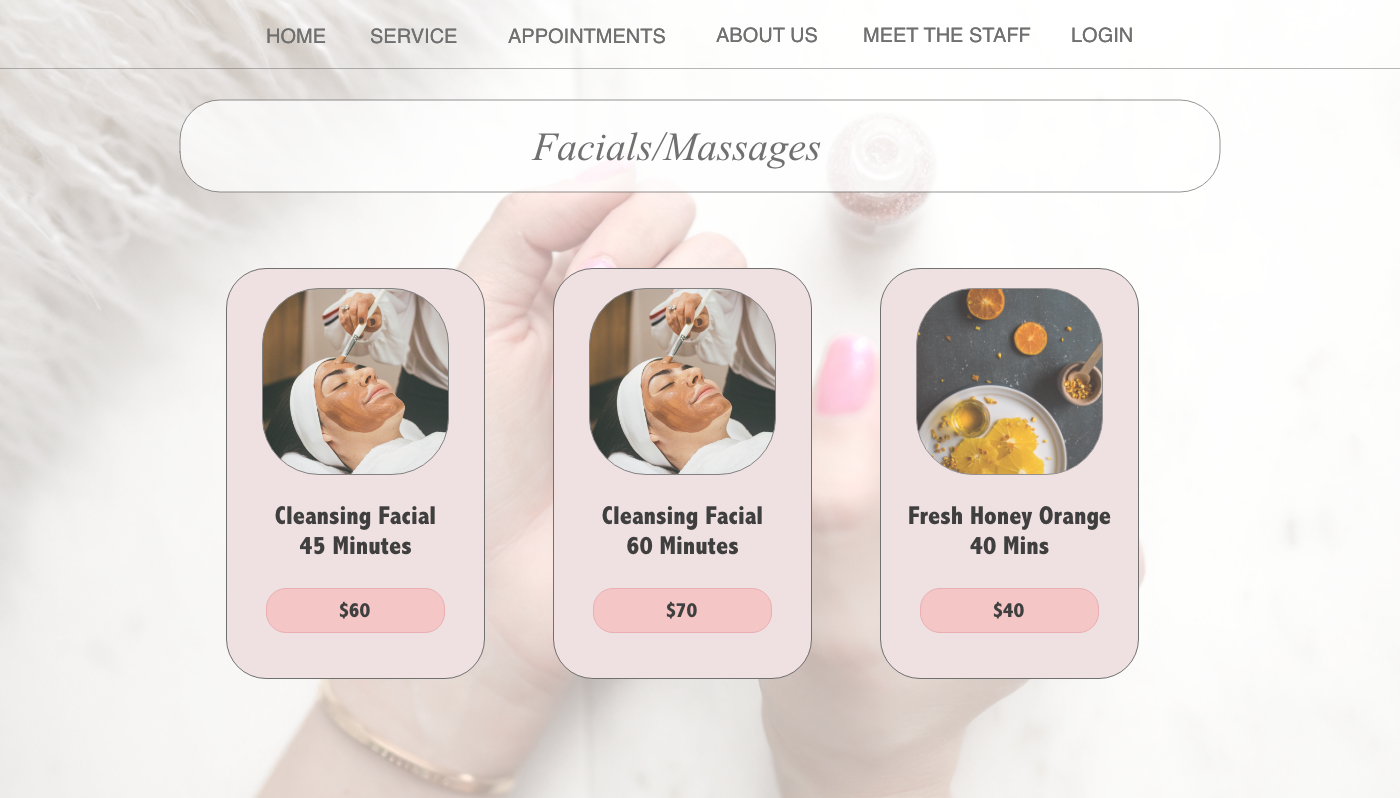 HOME SERVICE APPOINTMENTS ABOUT US MEET THE STAFF LOGIN
Facials/Massages
Cleansing Facial
45 Minutes
$60
Cleansing Facial
60 Minutes
$70
Fresh Honey Orange
40 Mins
$40